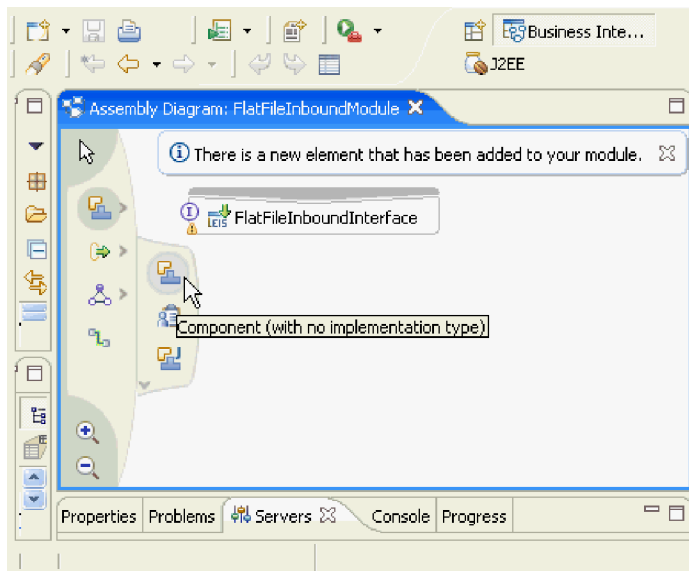 Business Inte...
J2EE
Assembly Diagram: FlatFileInboundModule
There is a new element that has been added to your module.
EIS FlatFileInboundInterface
Component (with no implementation type)
Properties Problems Servers Console Progress